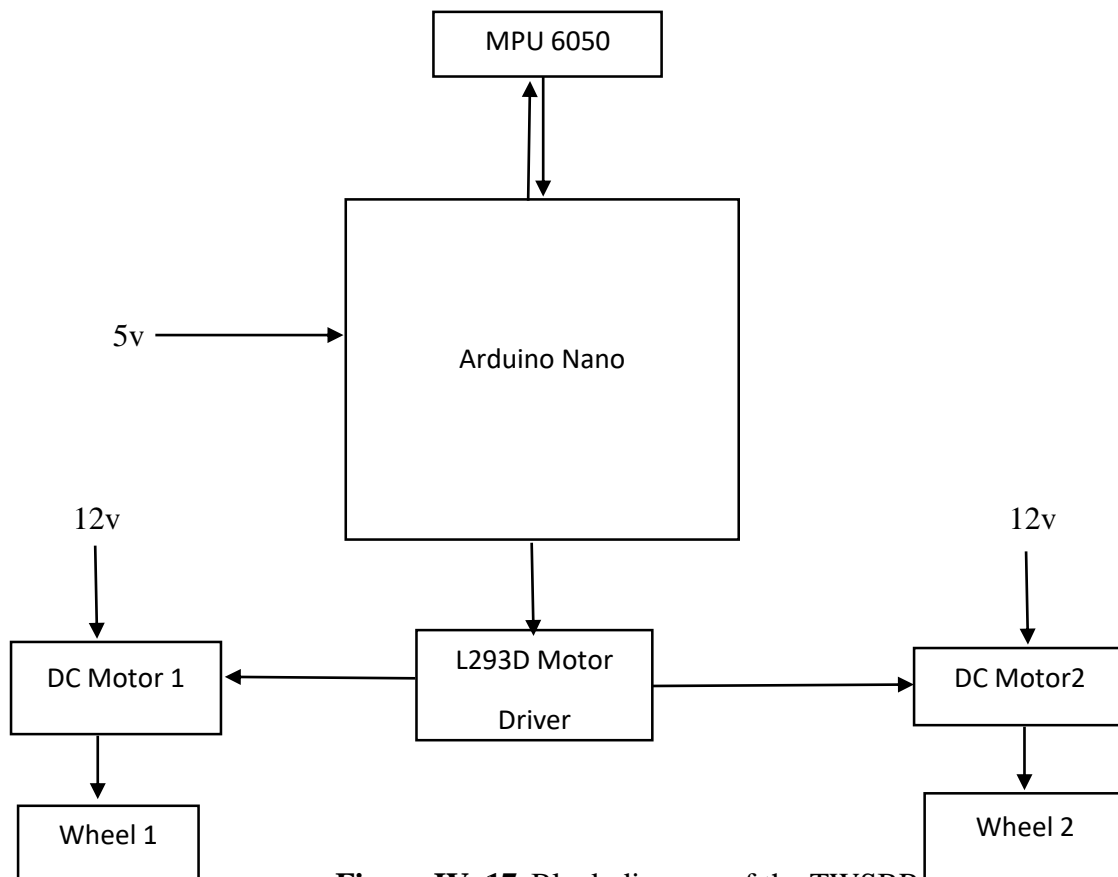 MPU 6050
5v
Arduino Nano
12v
12v
L293D Motor
Driver
DC Motor 1
DC Motor2
Wheel 1
Wheel 2